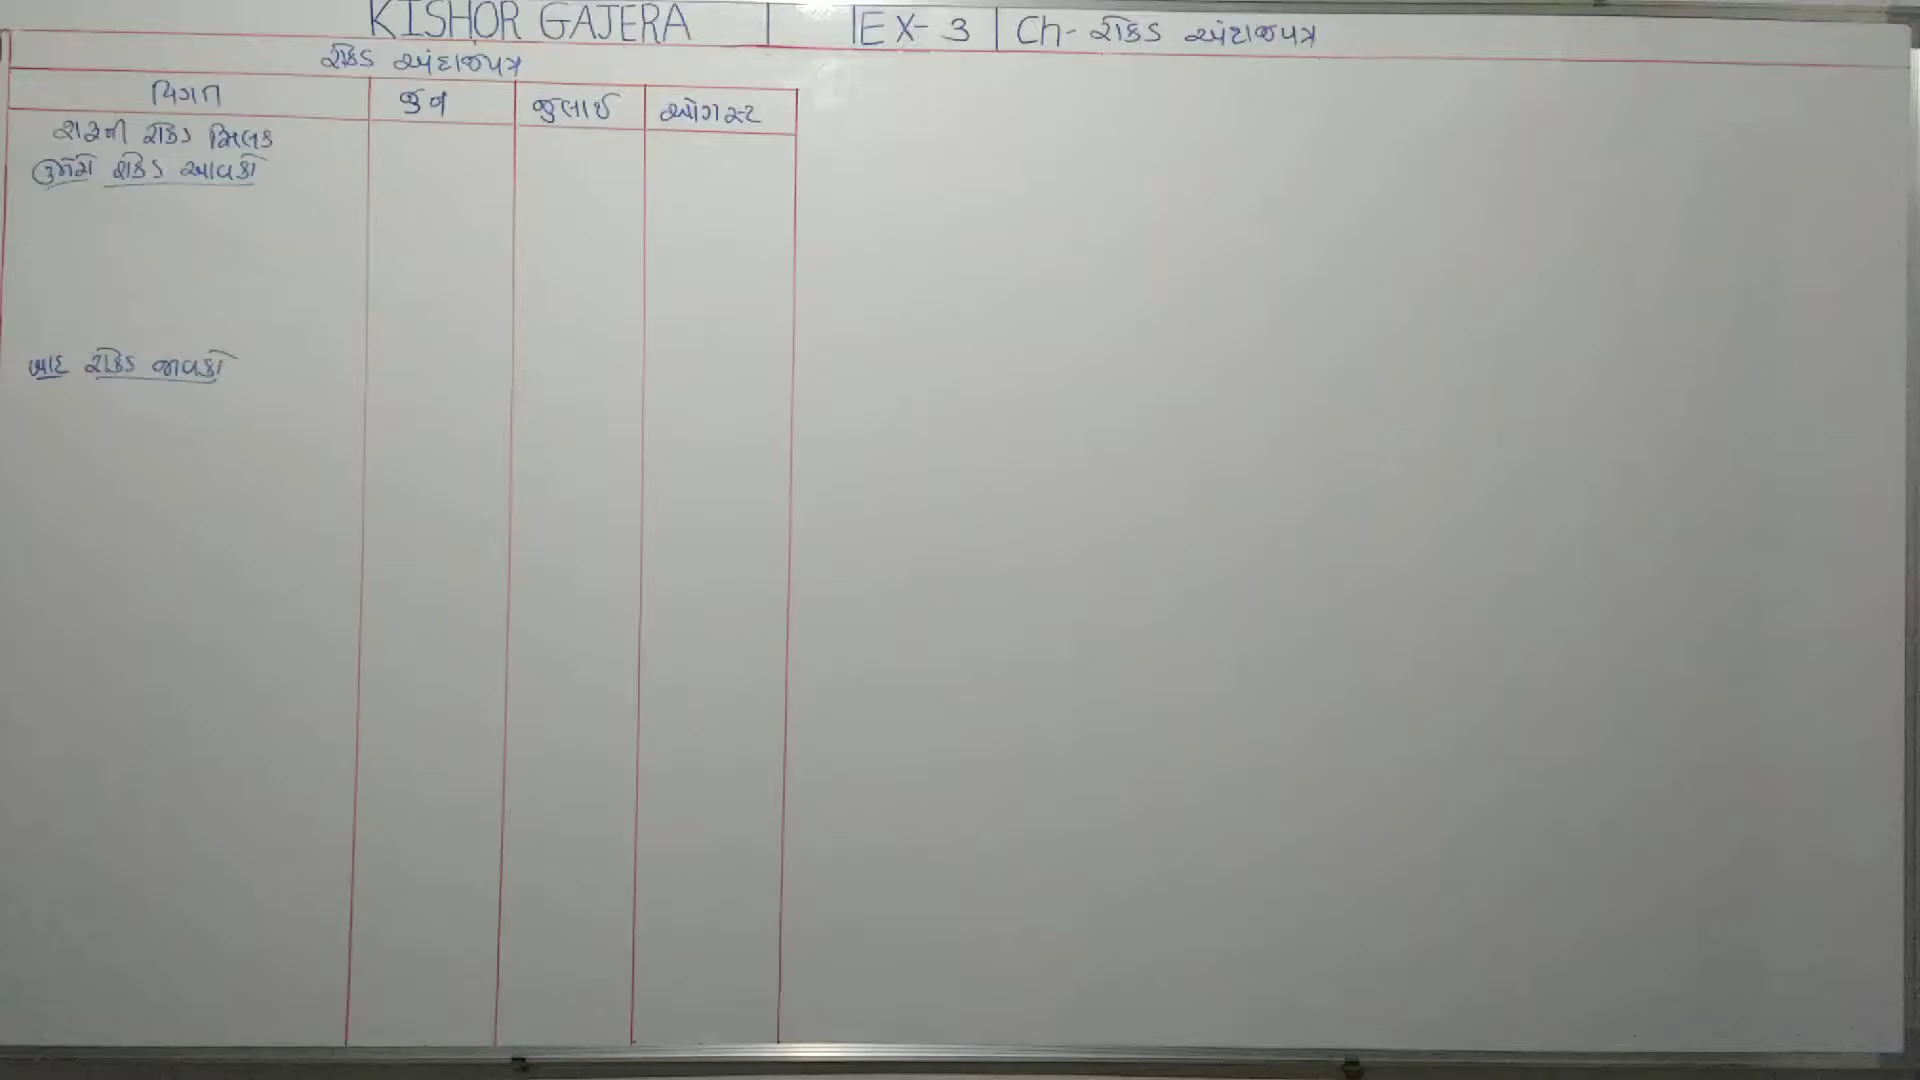 KISHOR GAJERA | EX-3 | Ch- રોકડ અંદાજપત્ર
રોકડ અંદાજપત્ર
વિગત જુન જુલાઈ ઓગસ્ટ
શરૂની રોકડ સિલક
ઉમેરો રોકડ આવકો
બાદ રોકડ જાવકો